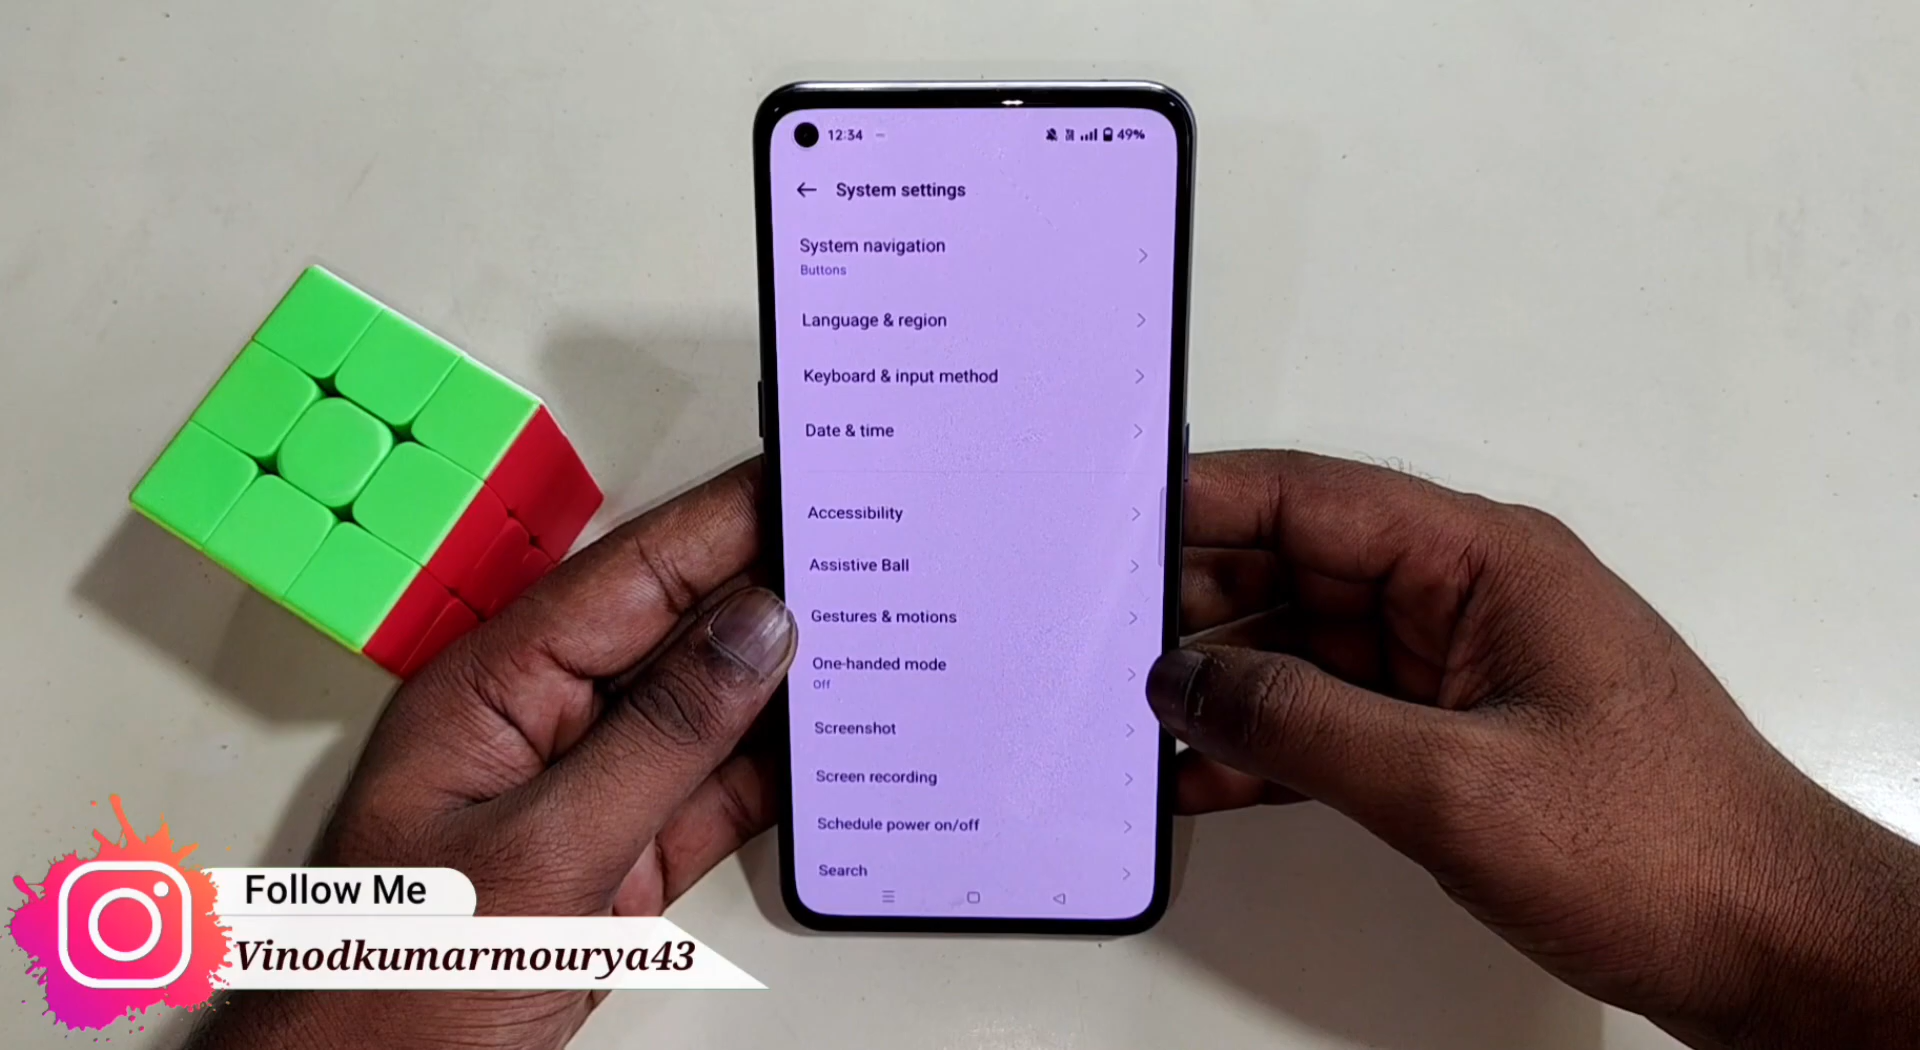 12:34
49%
System settings
System navigation
Buttons
Language & region
Keyboard & input method
Date & time
Accessibility
Assistive Ball
Gestures & motions
One-handed mode
Off
Screenshot
Screen recording
Schedule power on/off
Search
Follow Me
Vinodkumarmourya43